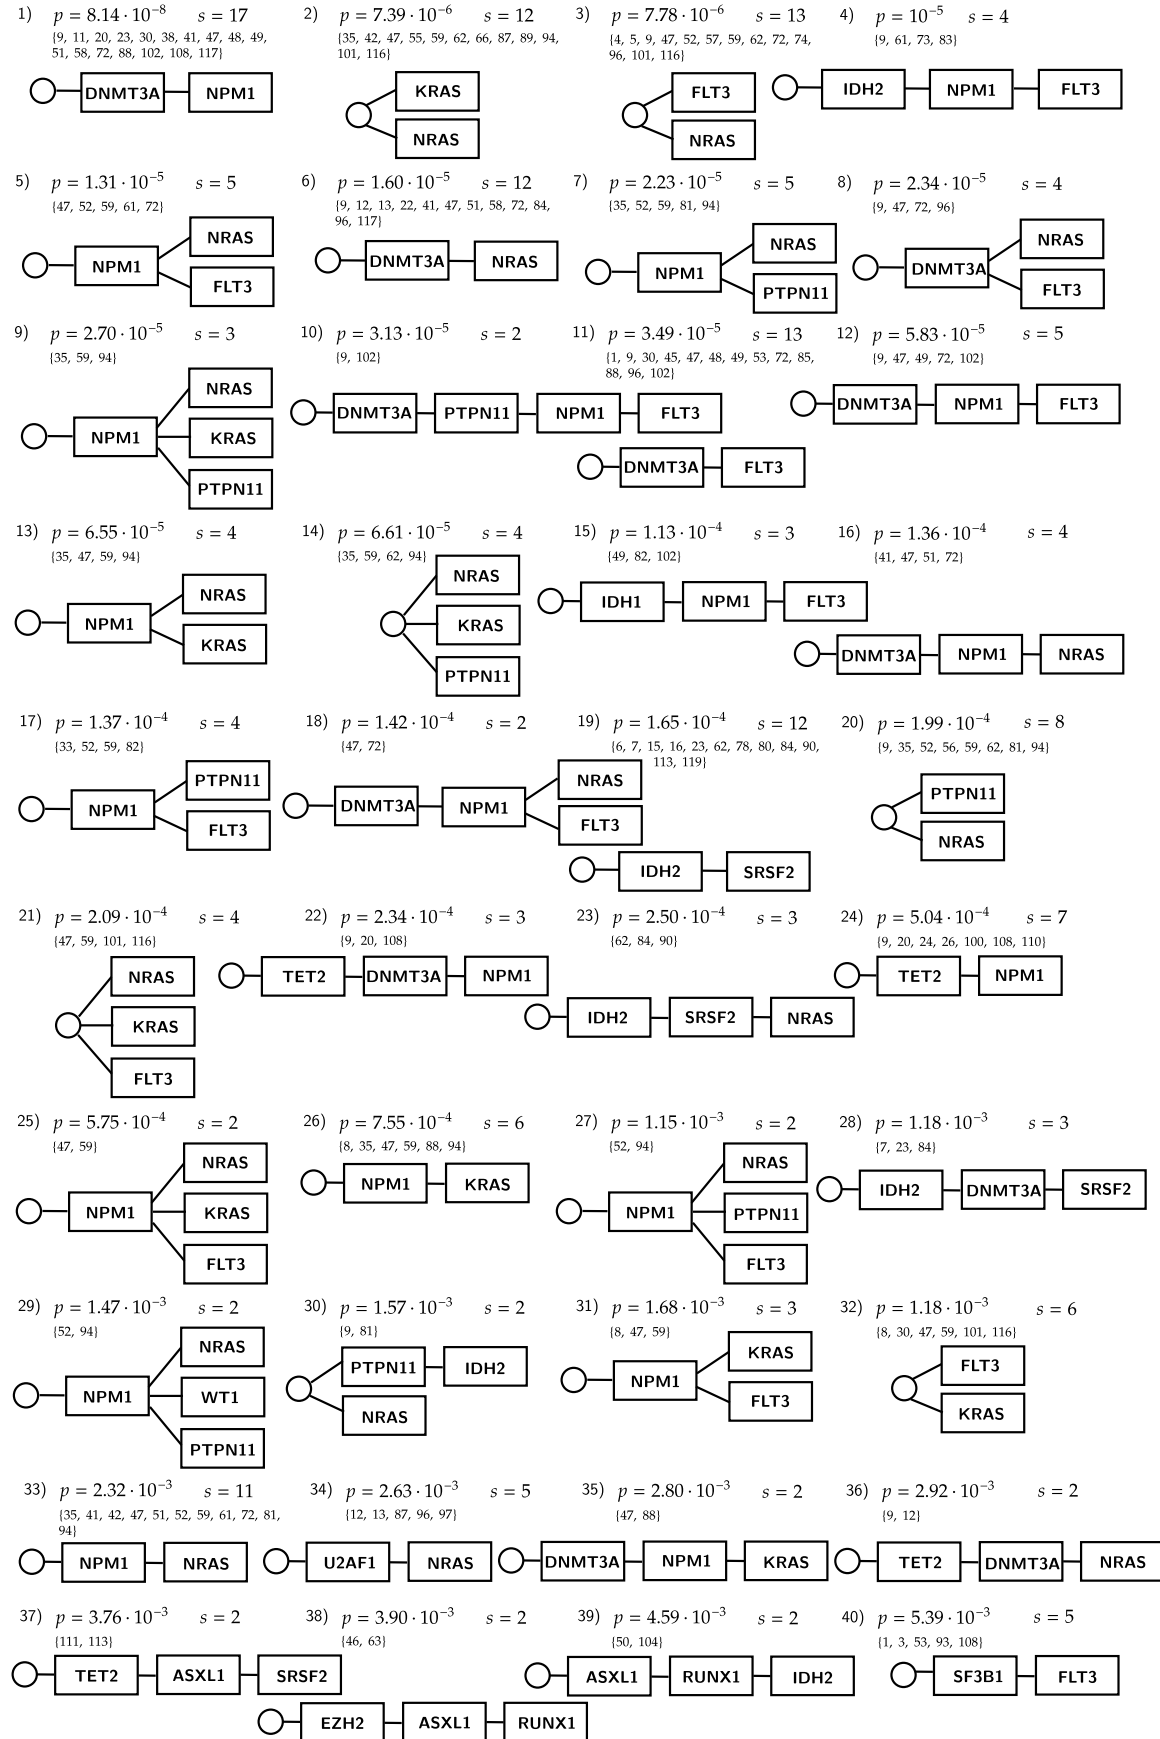 1) p = 8.14 · 10⁻⁸ s = 17
{9, 11, 20, 23, 30, 38, 41, 47, 48, 49,
51, 58, 72, 88, 102, 108, 117}
DNMT3A NPM1
2) p = 7.39 · 10⁻⁶ s = 12
{35, 42, 47, 55, 59, 62, 66, 87, 89, 94,
101, 116}
KRAS
NRAS
3) p = 7.78 · 10⁻⁶ s = 13
{4, 5, 9, 47, 52, 57, 59, 62, 72, 74,
96, 101, 116}
FLT3
NRAS
4) p = 10⁻⁵ s = 4
{9, 61, 73, 83}
IDH2 NPM1 FLT3
5) p = 1.31 · 10⁻⁵ s = 5
{47, 52, 59, 61, 72}
NRAS
NPM1
FLT3
6) p = 1.60 · 10⁻⁵ s = 12
{9, 12, 13, 22, 41, 47, 51, 58, 72, 84,
96, 117}
DNMT3A NRAS
7) p = 2.23 · 10⁻⁵ s = 5
{35, 52, 59, 81, 94}
NRAS
NPM1
PTPN11
8) p = 2.34 · 10⁻⁵ s = 4
{9, 47, 72, 96}
NRAS
DNMT3A
FLT3
9) p = 2.70 · 10⁻⁵ s = 3
{35, 59, 94}
NRAS
NPM1 KRAS
PTPN11
10) p = 3.13 · 10⁻⁵ s = 2
{9, 102}
DNMT3A PTPN11 NPM1 FLT3
11) p = 3.49 · 10⁻⁵ s = 13
{1, 9, 30, 45, 47, 48, 49, 53, 72, 85,
88, 96, 102}
DNMT3A FLT3
12) p = 5.83 · 10⁻⁵ s = 5
{9, 47, 49, 72, 102}
DNMT3A NPM1 FLT3
13) p = 6.55 · 10⁻⁵ s = 4
{35, 47, 59, 94}
NRAS
NPM1
KRAS
14) p = 6.61 · 10⁻⁵ s = 4
{35, 59, 62, 94}
NRAS
KRAS
PTPN11
15) p = 1.13 · 10⁻⁴ s = 3
{49, 82, 102}
IDH1 NPM1 FLT3
16) p = 1.36 · 10⁻⁴ s = 4
{41, 47, 51, 72}
DNMT3A NPM1 NRAS
17) p = 1.37 · 10⁻⁴ s = 4
{33, 52, 59, 82}
PTPN11
NPM1
FLT3
18) p = 1.42 · 10⁻⁴ s = 2
{47, 72}
NRAS
DNMT3A NPM1
FLT3
19) p = 1.65 · 10⁻⁴ s = 12
{6, 7, 15, 16, 23, 62, 78, 80, 84, 90,
113, 119}
IDH2 SRSF2
20) p = 1.99 · 10⁻⁴ s = 8
{9, 35, 52, 56, 59, 62, 81, 94}
PTPN11
NRAS
21) p = 2.09 · 10⁻⁴ s = 4
{47, 59, 101, 116}
NRAS
KRAS
FLT3
22) p = 2.34 · 10⁻⁴ s = 3
{9, 20, 108}
TET2 DNMT3A NPM1
23) p = 2.50 · 10⁻⁴ s = 3
{62, 84, 90}
IDH2 SRSF2 NRAS
24) p = 5.04 · 10⁻⁴ s = 7
{9, 20, 24, 26, 100, 108, 110}
TET2 NPM1
25) p = 5.75 · 10⁻⁴ s = 2
{47, 59}
NRAS
NPM1 KRAS
FLT3
26) p = 7.55 · 10⁻⁴ s = 6
{8, 35, 47, 59, 88, 94}
NPM1 KRAS
27) p = 1.15 · 10⁻³ s = 2
{52, 94}
NRAS
NPM1 PTPN11
FLT3
28) p = 1.18 · 10⁻³ s = 3
{7, 23, 84}
IDH2 DNMT3A SRSF2
29) p = 1.47 · 10⁻³ s = 2
{52, 94}
NRAS
NPM1 WT1
PTPN11
30) p = 1.57 · 10⁻³ s = 2
{9, 81}
PTPN11 IDH2
NRAS
31) p = 1.68 · 10⁻³ s = 3
{8, 47, 59}
KRAS
NPM1
FLT3
32) p = 1.18 · 10⁻³ s = 6
{8, 30, 47, 59, 101, 116}
FLT3
KRAS
33) p = 2.32 · 10⁻³ s = 11
{35, 41, 42, 47, 51, 52, 59, 61, 72, 81,
94}
NPM1 NRAS
34) p = 2.63 · 10⁻³ s = 5
{12, 13, 87, 96, 97}
U2AF1 NRAS
35) p = 2.80 · 10⁻³ s = 2
{47, 88}
DNMT3A NPM1 KRAS
36) p = 2.92 · 10⁻³ s = 2
{9, 12}
TET2 DNMT3A NRAS
37) p = 3.76 · 10⁻³ s = 2
{111, 113}
TET2 ASXL1 SRSF2
38) p = 3.90 · 10⁻³ s = 2
{46, 63}
EZH2 ASXL1 RUNX1
39) p = 4.59 · 10⁻³ s = 2
{50, 104}
ASXL1 RUNX1 IDH2
40) p = 5.39 · 10⁻³ s = 5
{1, 3, 53, 93, 108}
SF3B1 FLT3